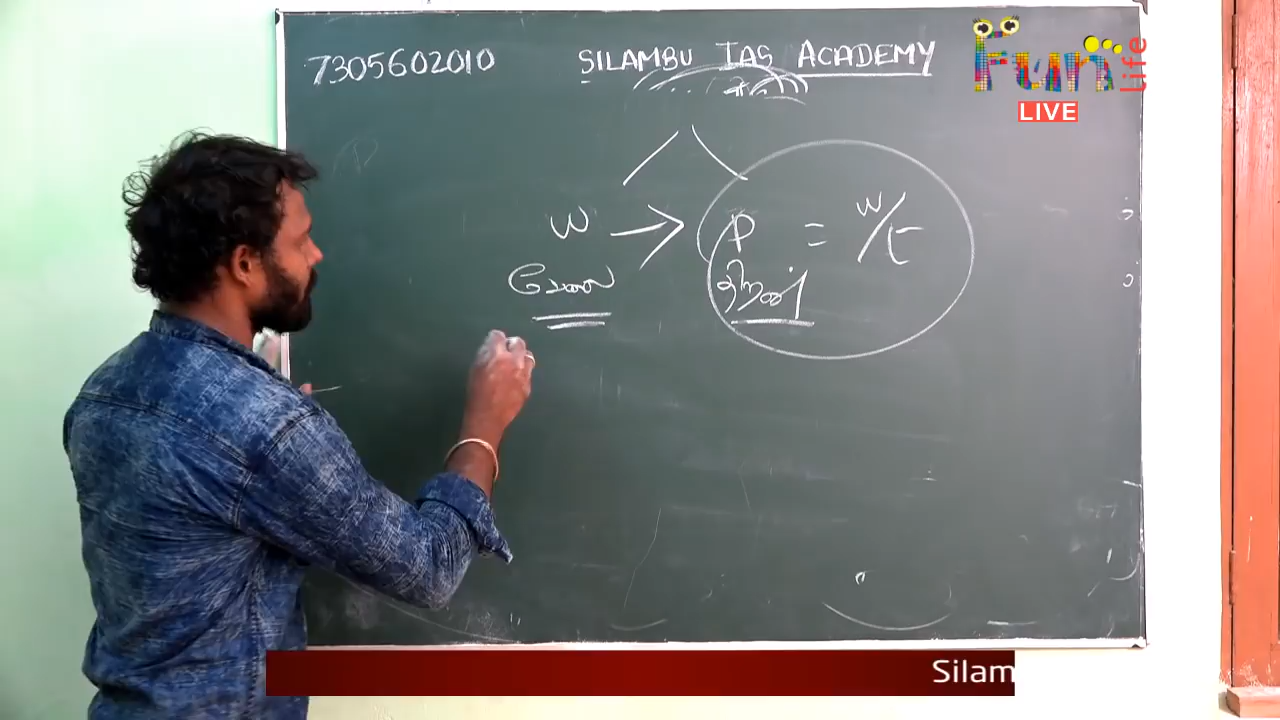 7305602010 SILAMBU IAS ACADEMY
Fun Life
LIVE
W → P = W/t
வேலை திறன்
Silam